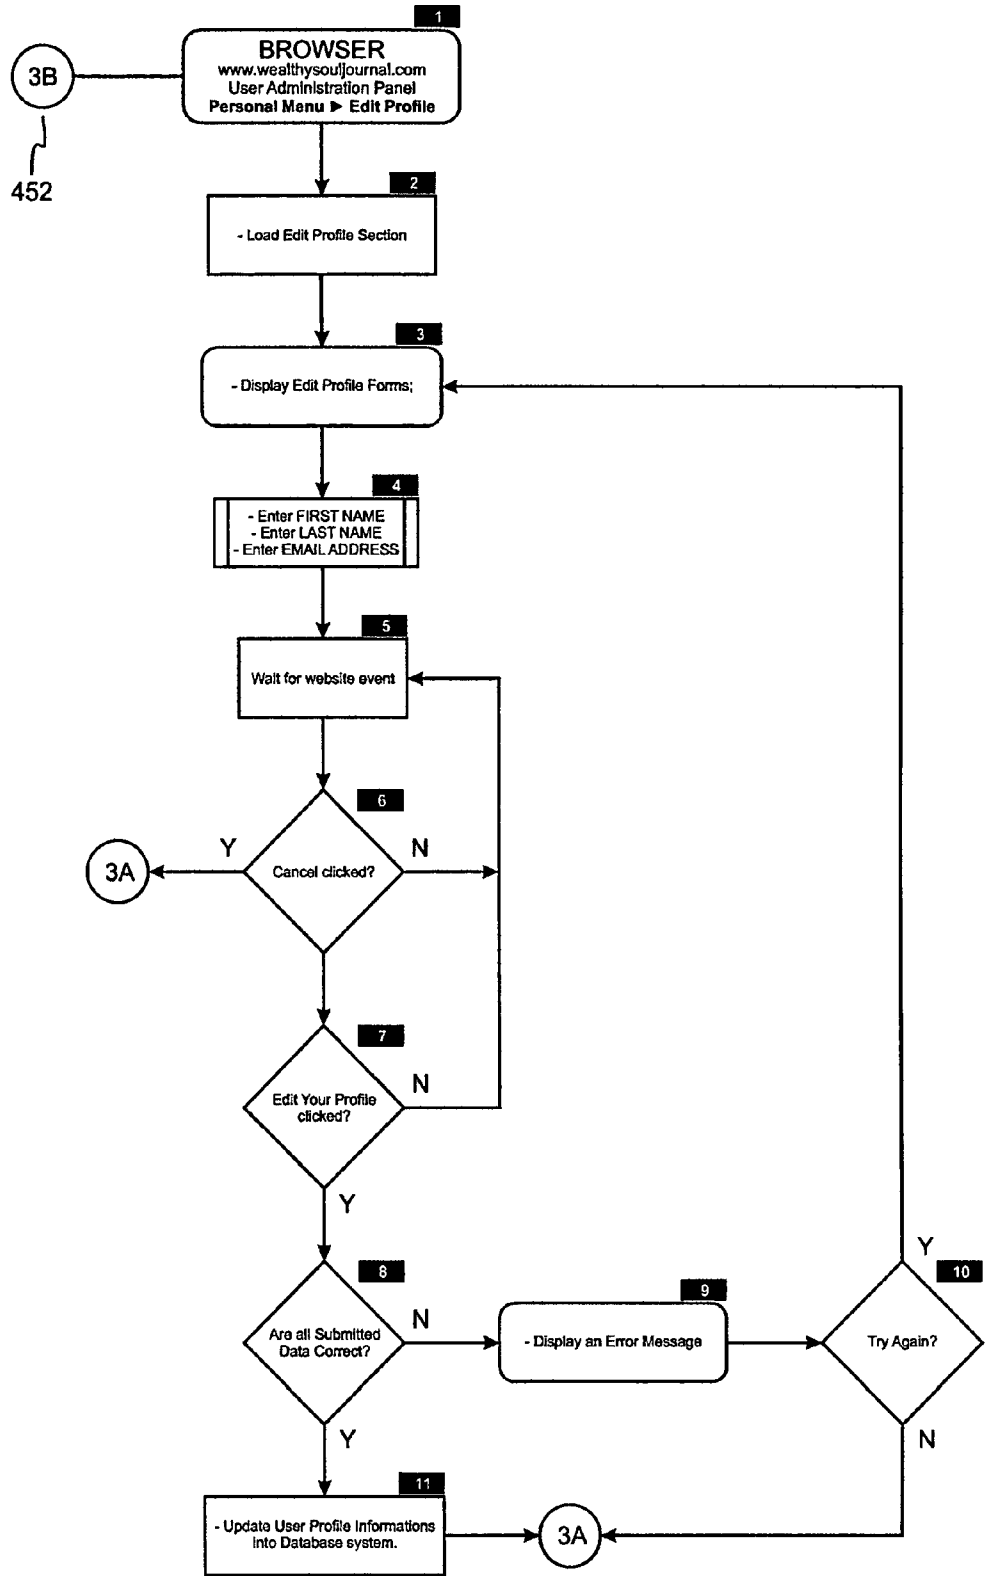 1
BROWSER
www.wealthysouljournal.com
User Administration Panel
Personal Menu ► Edit Profile
3B
452
2
- Load Edit Profile Section
3
- Display Edit Profile Forms;
4
- Enter FIRST NAME
- Enter LAST NAME
- Enter EMAIL ADDRESS
5
Wait for website event
6
Y
N
3A
Cancel clicked?
7
N
Edit Your Profile
clicked?
Y
8
N
Are all Submitted
Data Correct?
Y
9
- Display an Error Message
Y
10
Try Again?
N
11
- Update User Profile Informations
into Database system.
3A